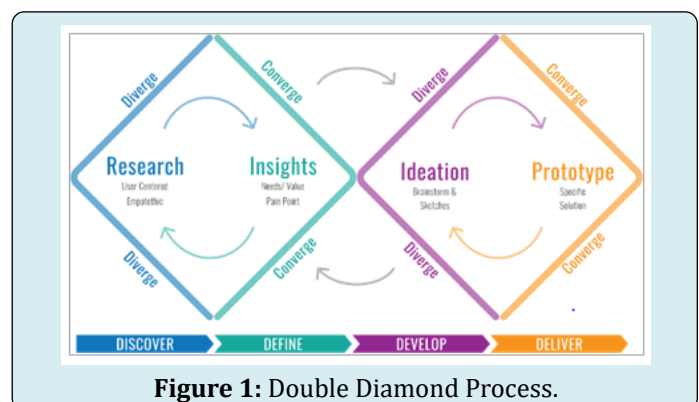 Diverge
Converge
Diverge
Converge
Research
User Centered
Empatethic
Insights
Needs/ Value
Pain Point
Ideation
Brainstorm &
Sketches
Prototype
Specific
Solution
Diverge
Converge
Diverge
Converge
DISCOVER
DEFINE
DEVELOP
DELIVER
Figure 1: Double Diamond Process.